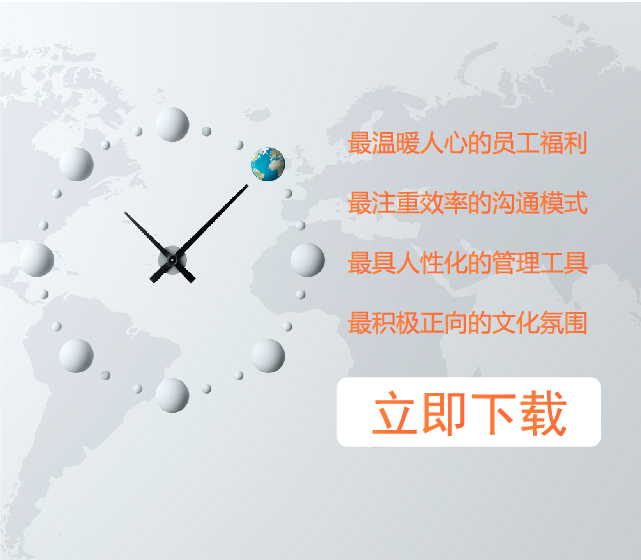 最温暖人心的员工福利
最注重效率的沟通模式
最具人性化的管理工具
最积极正向的文化氛围
立即下载